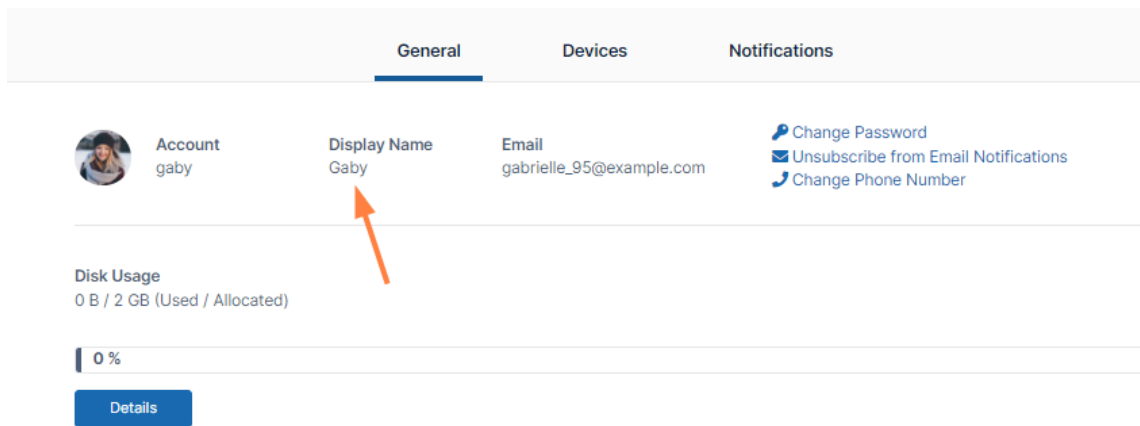 General Devices Notifications
Account Display Name Email
gaby Gaby gabrielle_95@example.com
Change Password
Unsubscribe from Email Notifications
Change Phone Number
Disk Usage
0 B / 2 GB (Used / Allocated)
0 %
Details